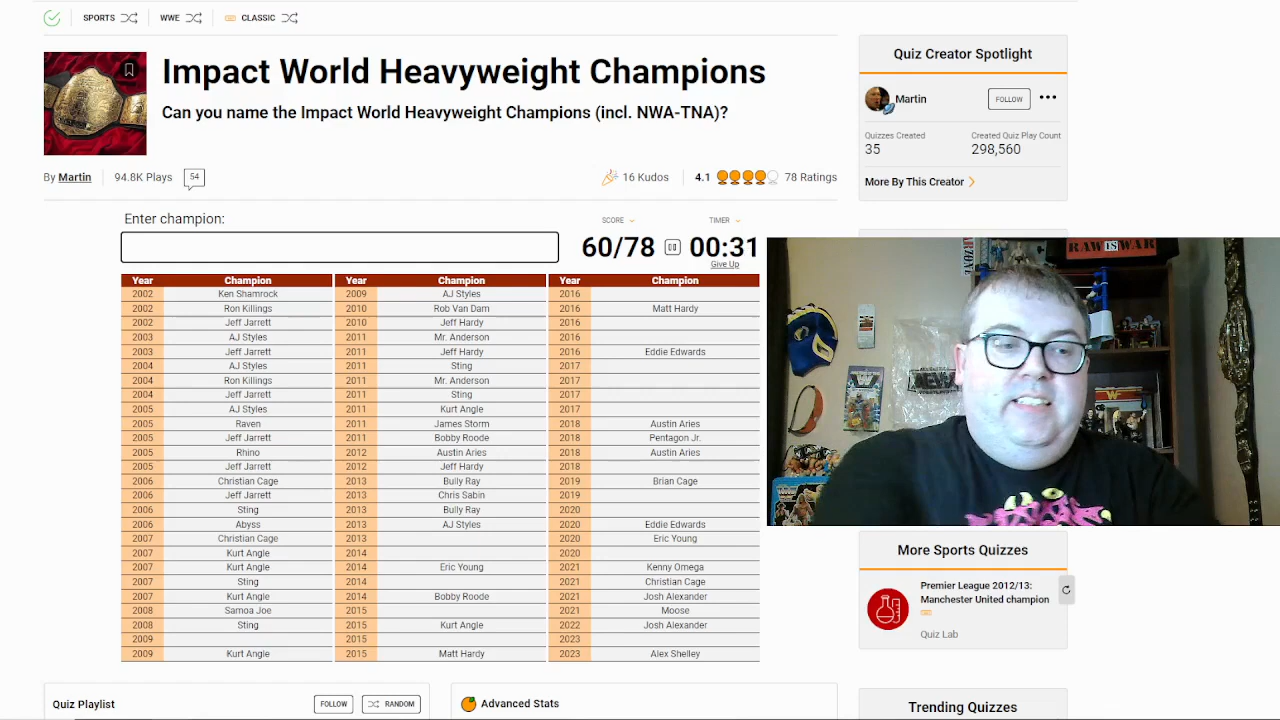 SPORTS WWE CLASSIC
Impact World Heavyweight Champions
Can you name the Impact World Heavyweight Champions (incl. NWA-TNA)?
By Martin 94.8K Plays 54 16 Kudos 4.1 78 Ratings
Enter champion:
SCORE TIMER
60/78 00:31
Give Up
Year Champion Year Champion Year Champion
2002 Ken Shamrock 2009 AJ Styles 2016
2002 Ron Killings 2010 Rob Van Dam 2016 Matt Hardy
2002 Jeff Jarrett 2010 Jeff Hardy 2016
2003 AJ Styles 2011 Mr. Anderson 2016
2003 Jeff Jarrett 2011 Jeff Hardy 2016 Eddie Edwards
2004 AJ Styles 2011 Sting 2017
2004 Ron Killings 2011 Mr. Anderson 2017
2004 Jeff Jarrett 2011 Sting 2017
2005 AJ Styles 2011 Kurt Angle 2017
2005 Raven 2011 James Storm 2018 Austin Aries
2005 Jeff Jarrett 2011 Bobby Roode 2018 Pentagon Jr.
2005 Rhino 2012 Austin Aries 2018 Austin Aries
2005 Jeff Jarrett 2012 Jeff Hardy 2018
2006 Christian Cage 2013 Bully Ray 2019 Brian Cage
2006 Jeff Jarrett 2013 Chris Sabin 2019
2006 Sting 2013 Bully Ray 2020
2006 Abyss 2013 AJ Styles 2020 Eddie Edwards
2007 Christian Cage 2013 2020 Eric Young
2007 Kurt Angle 2014 2020
2007 Kurt Angle 2014 Eric Young 2021 Kenny Omega
2007 Sting 2014 2021 Christian Cage
2007 Kurt Angle 2014 Bobby Roode 2021 Josh Alexander
2008 Samoa Joe 2015 2021 Moose
2008 Sting 2015 Kurt Angle 2022 Josh Alexander
2009 2015 2023
2009 Kurt Angle 2015 Matt Hardy 2023 Alex Shelley
Quiz Playlist FOLLOW RANDOM
Advanced Stats
Quiz Creator Spotlight
Martin FOLLOW
Quizzes Created Created Quiz Play Count
35 298,560
More By This Creator
RAW IS WAR
More Sports Quizzes
Premier League 2012/13:
Manchester United champion
Quiz Lab
Trending Quizzes